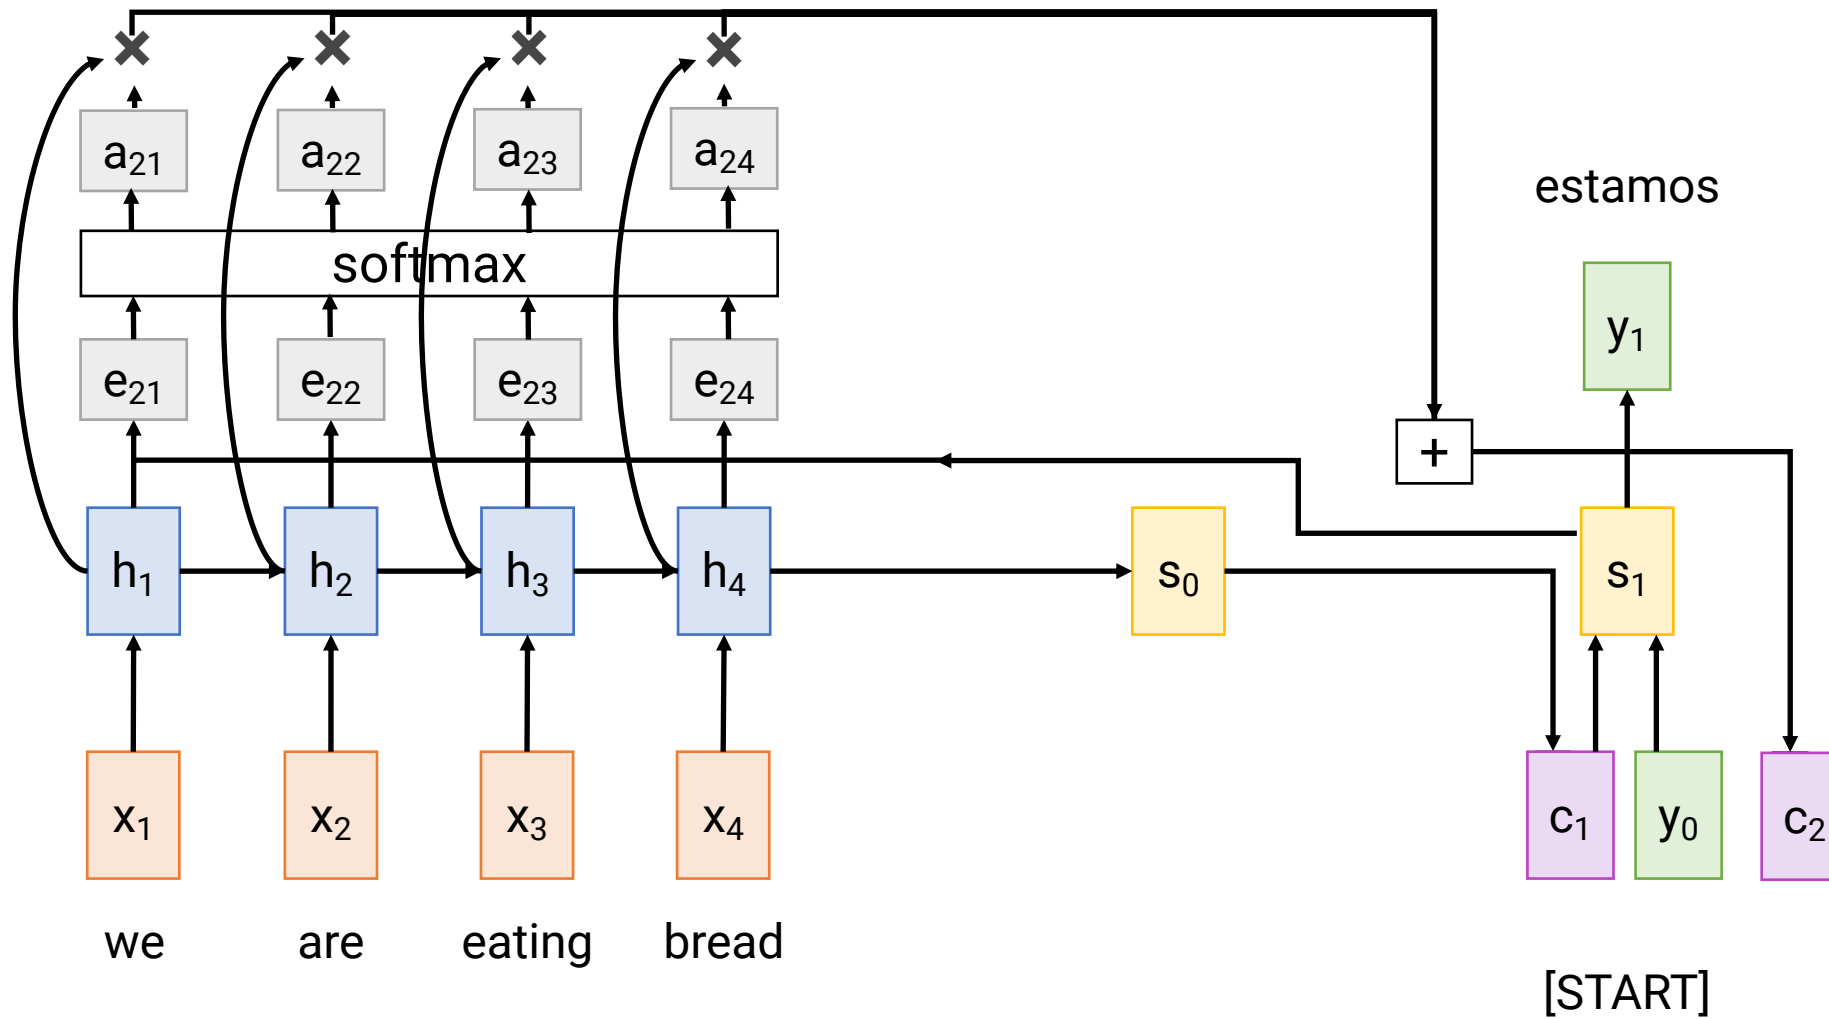 a21 a22 a23 a24
estamos
softmax
y1
e21 e22 e23 e24
+
h1 h2 h3 h4 s0 s1
x1 x2 x3 x4 c1 y0 c2
we are eating bread
[START]